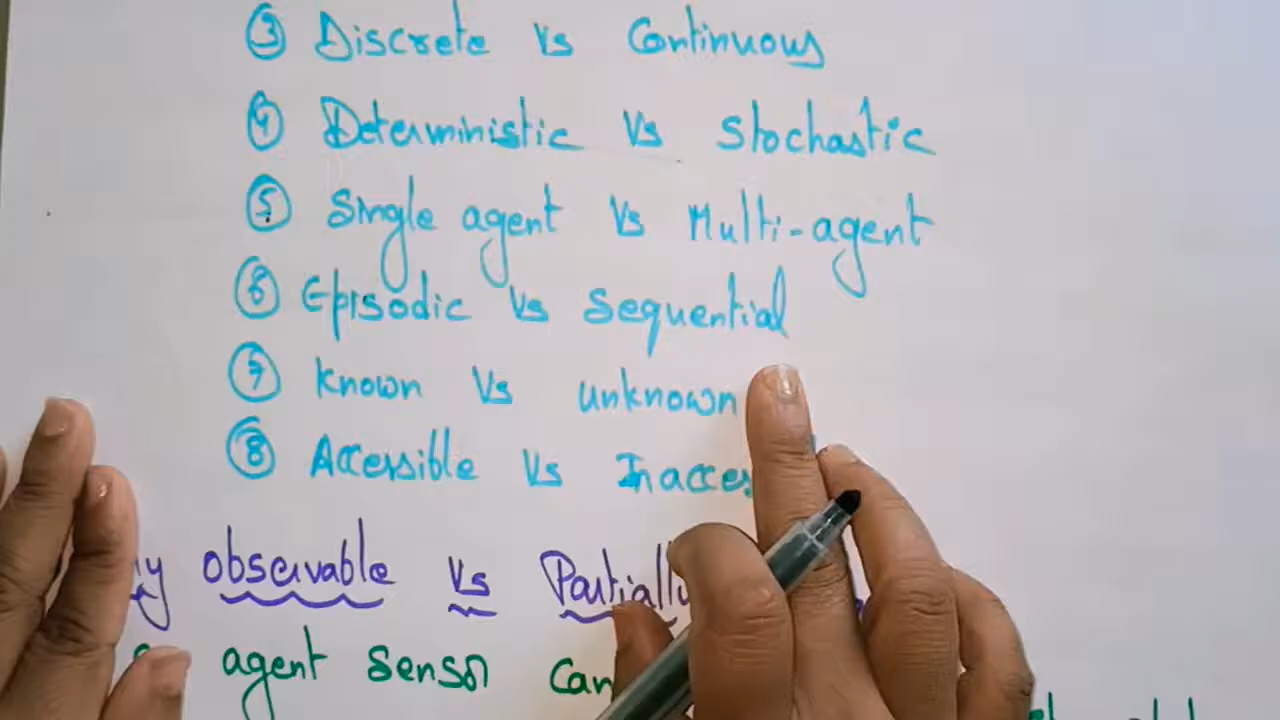 ③ Discrete Vs Continuous
④ Deterministic Vs Stochastic
⑤ Single agent Vs Multi-agent
⑥ Episodic Vs Sequential
⑦ Known Vs unknown
⑧ Accessible Vs Inacces
observable Vs Partially
agent sensor can